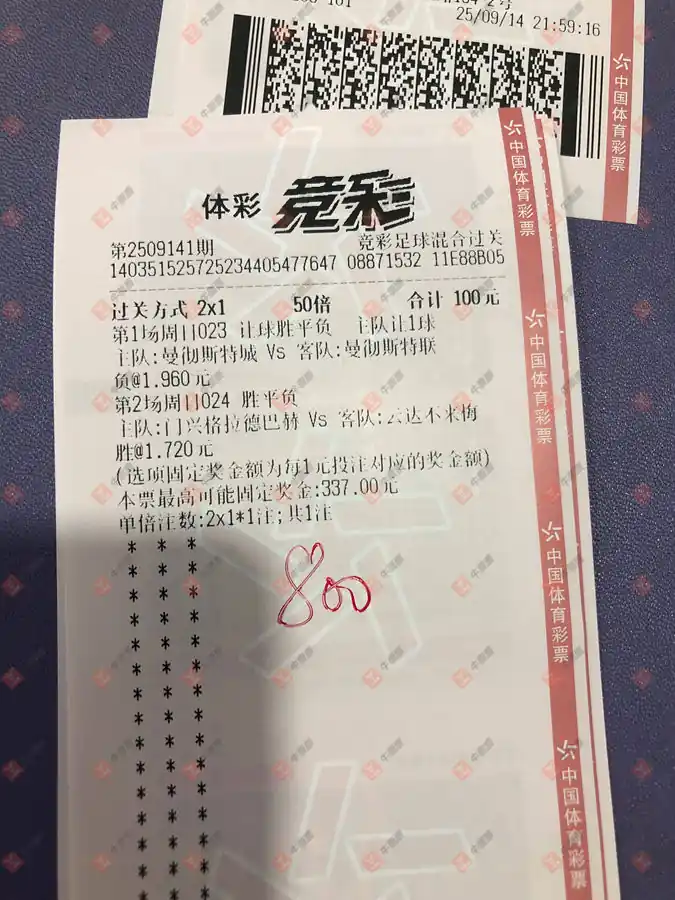 25/09/14 21:59:16
中国体育彩票
体彩 竞彩
第2509141期 竞彩足球混合过关
140351525725234405477647 08871532 11E88B05
过关方式 2x1 50倍 合计 100元
第1场周日023 让球胜平负 主队让1球
主队:曼彻斯特城 Vs 客队:曼彻斯特联
负@1.960元
第2场周日024 胜平负
主队:门兴格拉德巴赫 Vs 客队:云达不来梅
胜@1.720元
(选项固定奖金额为每1元投注对应的奖金额)
本票最高可能固定奖金:337.00元
单倍注数:2x1*1注;共1注
800
中国体育彩票
中国体育彩票
中国体育彩票
中国体育彩票